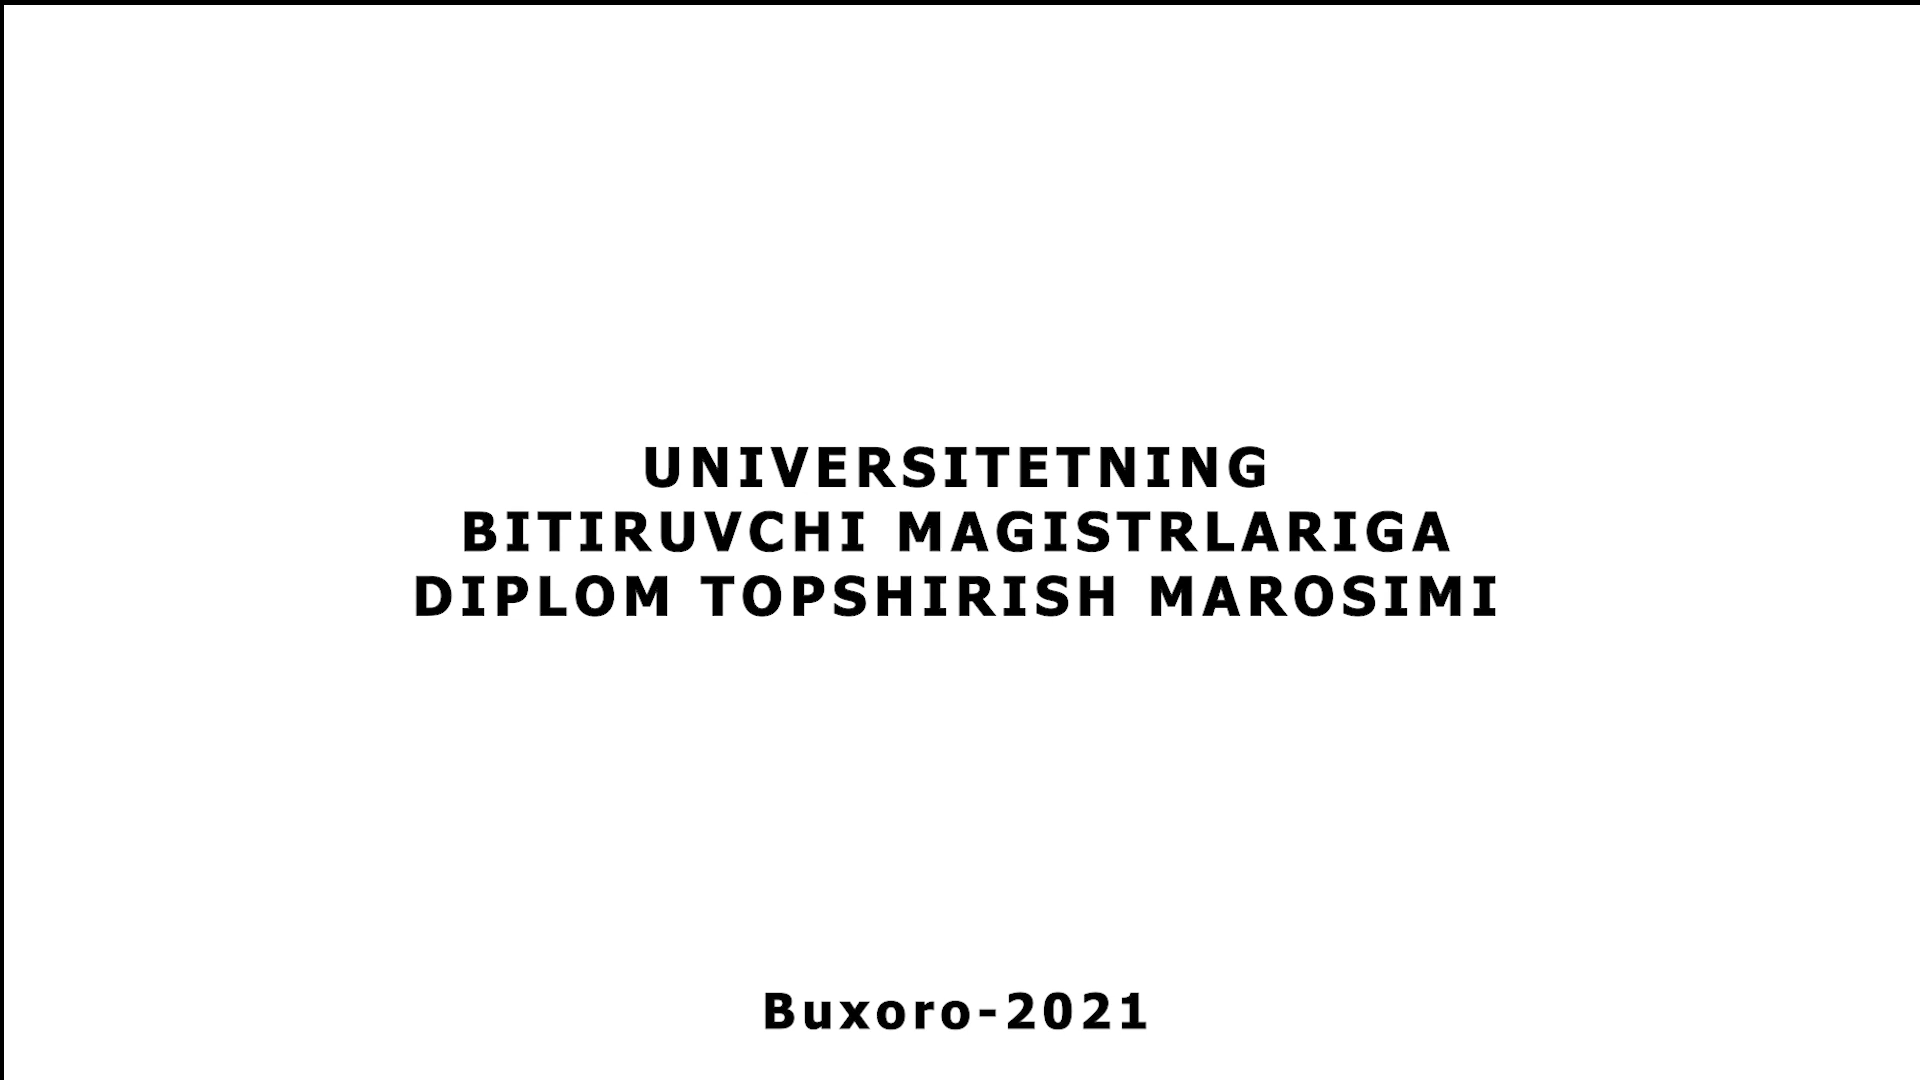 UNIVERSITETNING
BITIRUVCHI MAGISTRLARIGA
DIPLOM TOPSHIRISH MAROSIMI
Buxoro-2021